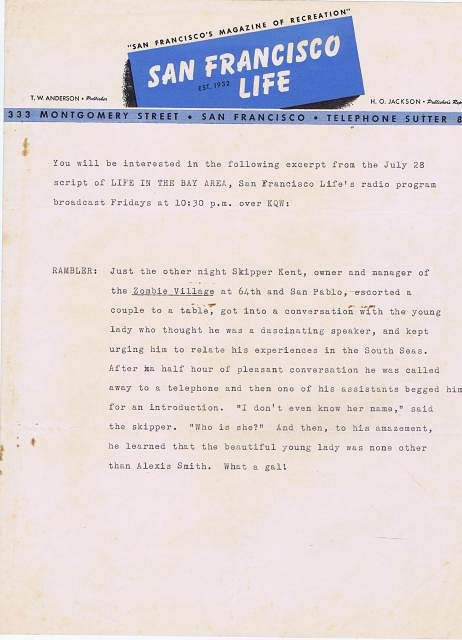 "SAN FRANCISCO'S MAGAZINE OF RECREATION"
SAN FRANCISCO
EST. 1932
LIFE
T. W. ANDERSON • Publisher
H. O. JACKSON • Publisher's Rep
333 MONTGOMERY STREET • SAN FRANCISCO • TELEPHONE SUTTER 8
You will be interested in the following excerpt from the July 28
script of LIFE IN THE BAY AREA, San Francisco Life's radio program
broadcast Fridays at 10:30 p.m. over KQW:
RAMBLER: Just the other night Skipper Kent, owner and manager of
the Zombie Village at 64th and San Pablo, escorted a
couple to a table, got into a conversation with the young
lady who thought he was a dascinating speaker, and kept
urging him to relate his experiences in the South Seas.
After a half hour of pleasant conversation he was called
away to a telephone and then one of his assistants begged him
for an introduction. "I don't even know her name," said
the skipper. "Who is she?" And then, to his amazement,
he learned that the beautiful young lady was none other
than Alexis Smith. What a gal!